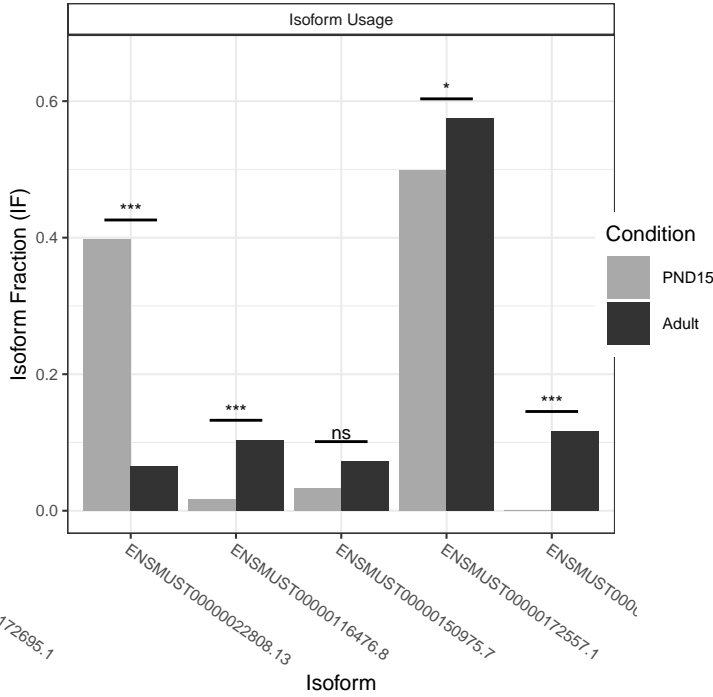 Isoform Usage
Isoform Fraction (IF)
0.6
0.4
0.2
0.0
***
***
ns
*
***
Condition
PND15
Adult
172695.1
ENSMUST00000022808.13
ENSMUST00000116476.8
ENSMUST00000150975.7
ENSMUST00000172557.1
Isoform